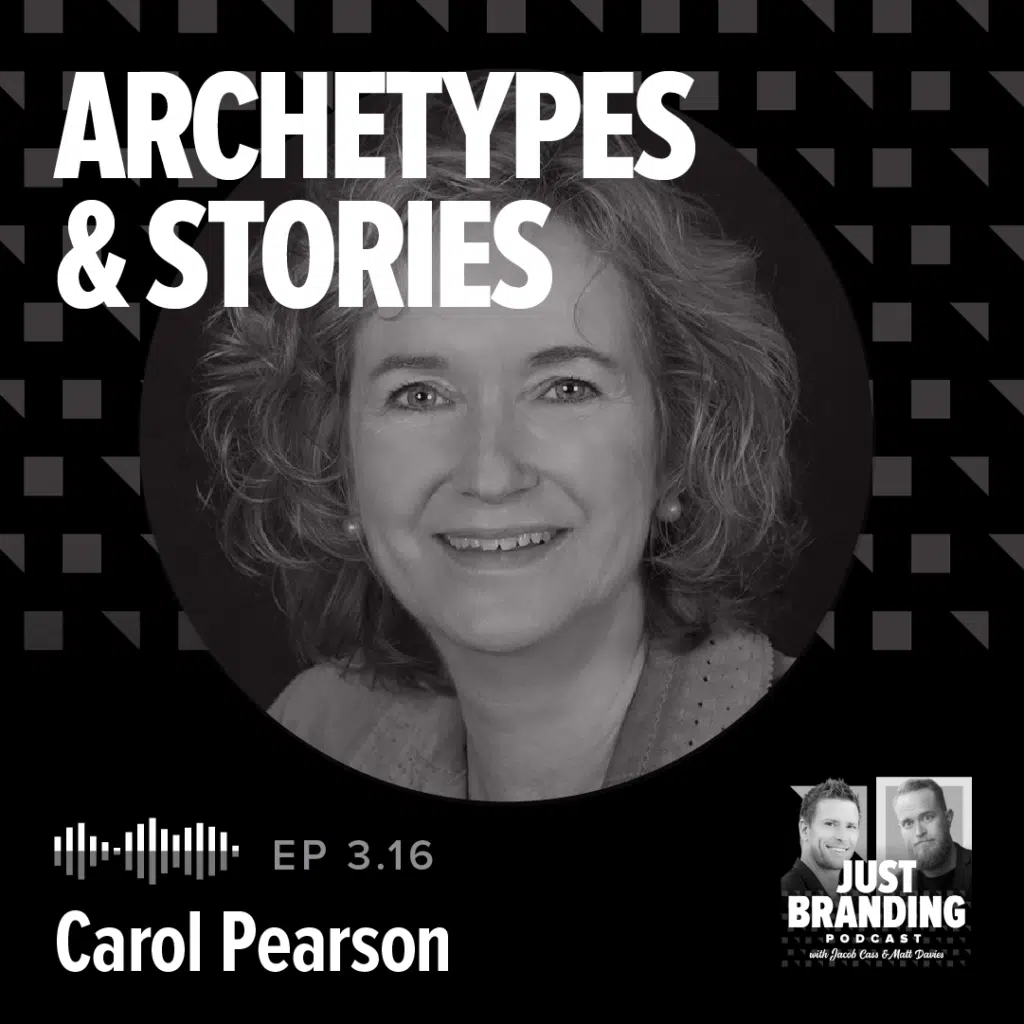 ARCHETYPES
& STORIES
EP 3.16
Carol Pearson
JUST
BRANDING
PODCAST
with Jacob Cass & Matt Davies